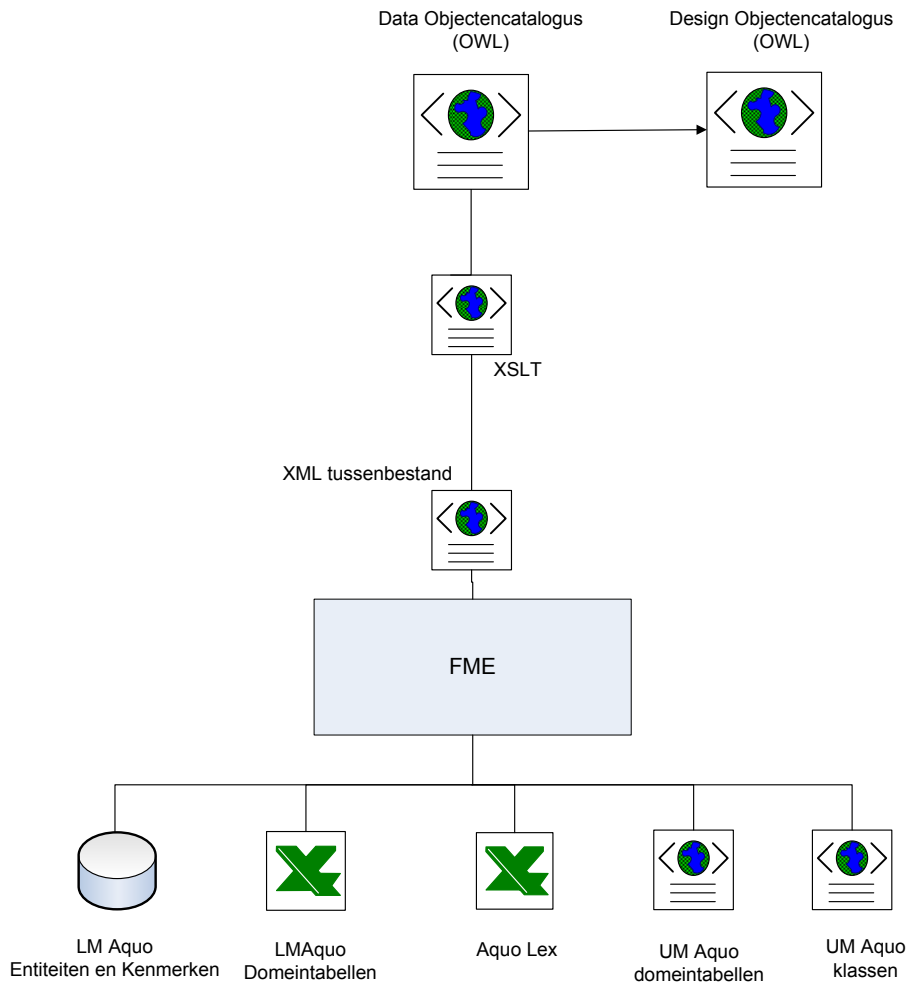 Data Objectencatalogus
(OWL)
Design Objectencatalogus
(OWL)
XSLT
XML tussenbestand
FME
LM Aquo
Entiteiten en Kenmerken
LMAquo
Domeintabellen
Aquo Lex
UM Aquo
domeintabellen
UM Aquo
klassen